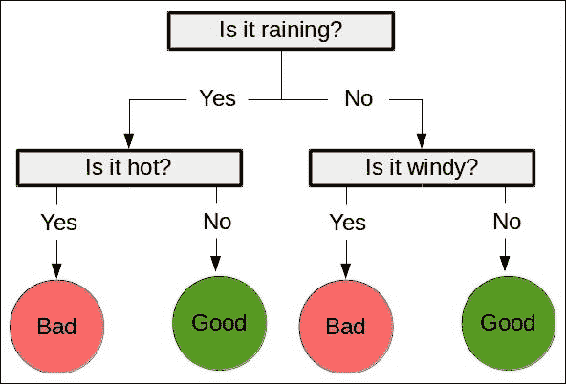 Is it raining?
Yes No
Is it hot? Is it windy?
Yes No Yes No
Bad Good Bad Good